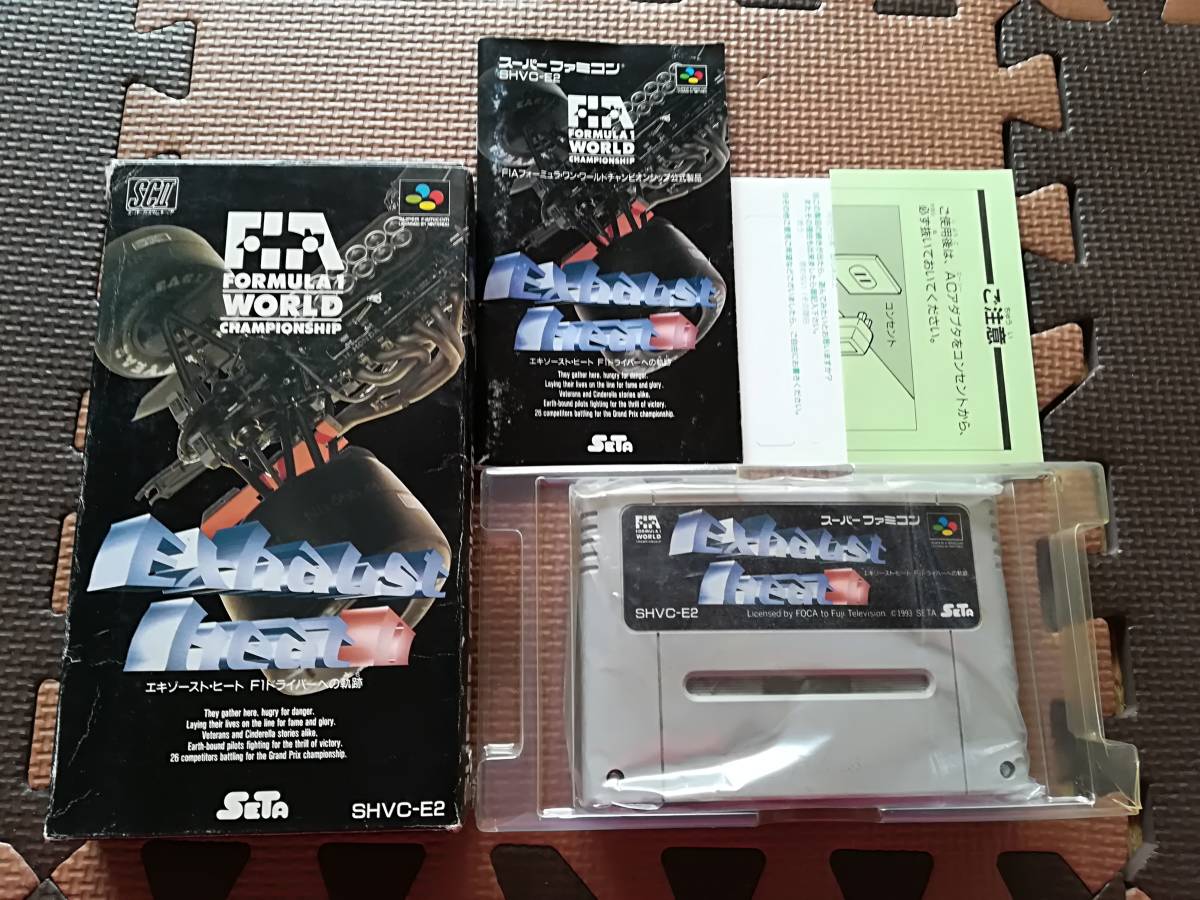 SUPER FAMICOM
LICENSED BY NINTENDO
FIA
FORMULA 1
WORLD
CHAMPIONSHIP
Exhaust
Heat II
エキゾースト・ヒート F1ドライバーへの軌跡
They gather here, hugry for danger.
Laying their lives on the line for fame and glory.
Veterans and Cinderella stories alike.
Earth-bound pilots fighting for the thrill of victory.
26 competitors battling for the Grand Prix championship.
SETA
SHVC-E2
スーパーファミコン
SHVC-E2
FIA
FORMULA 1
WORLD
CHAMPIONSHIP
FIAフォーミュラ・ワン・ワールドチャンピオンシップ公式製品
Exhaust
Heat II
エキゾースト・ヒート F1ドライバーへの軌跡
They gather here, hungry for danger.
Laying their lives on the line for fame and glory.
Veterans and Cinderella stories alike.
Earth-bound pilots fighting for the thrill of victory.
26 competitors battling for the Grand Prix championship.
SETA
ご注意
ご使用後は、ACアダプタをコンセントから、
必ず抜いておいてください。
コンセント
FIA
FORMULA 1
WORLD
CHAMPIONSHIP
スーパーファミコン
Exhaust
Heat II
エキゾースト・ヒート F1ドライバーへの軌跡
SHVC-E2
Licensed by FOCA to Fuji Television ©1993 SETA
SETA